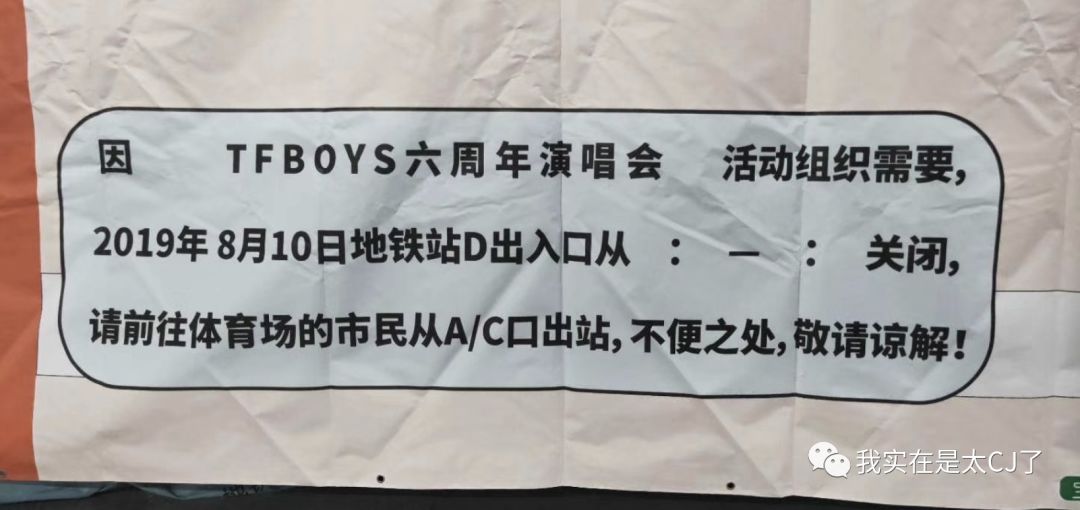 因 TFBOYS六周年演唱会 活动组织需要,
2019年8月10日地铁站D出入口从 : — : 关闭,
请前往体育场的市民从A/C口出站,不便之处,敬请谅解!
我实在是太CJ了